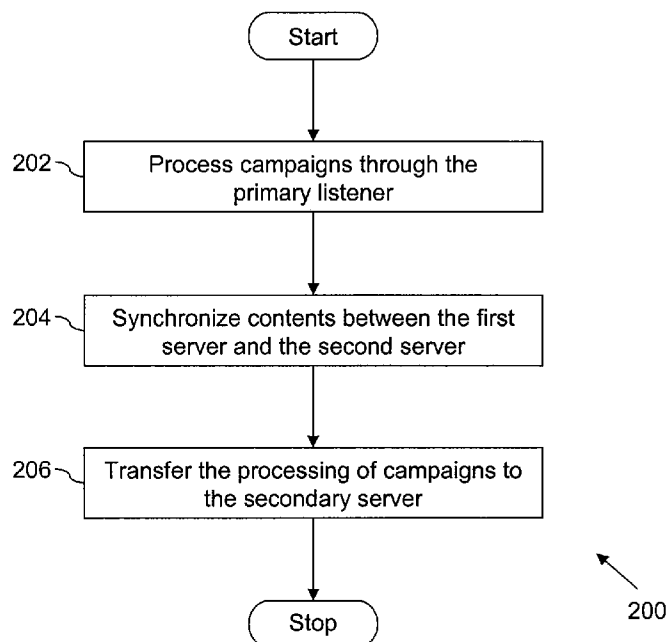 Start
202
Process campaigns through the
primary listener
204
Synchronize contents between the first
server and the second server
206
Transfer the processing of campaigns to
the secondary server
200
Stop